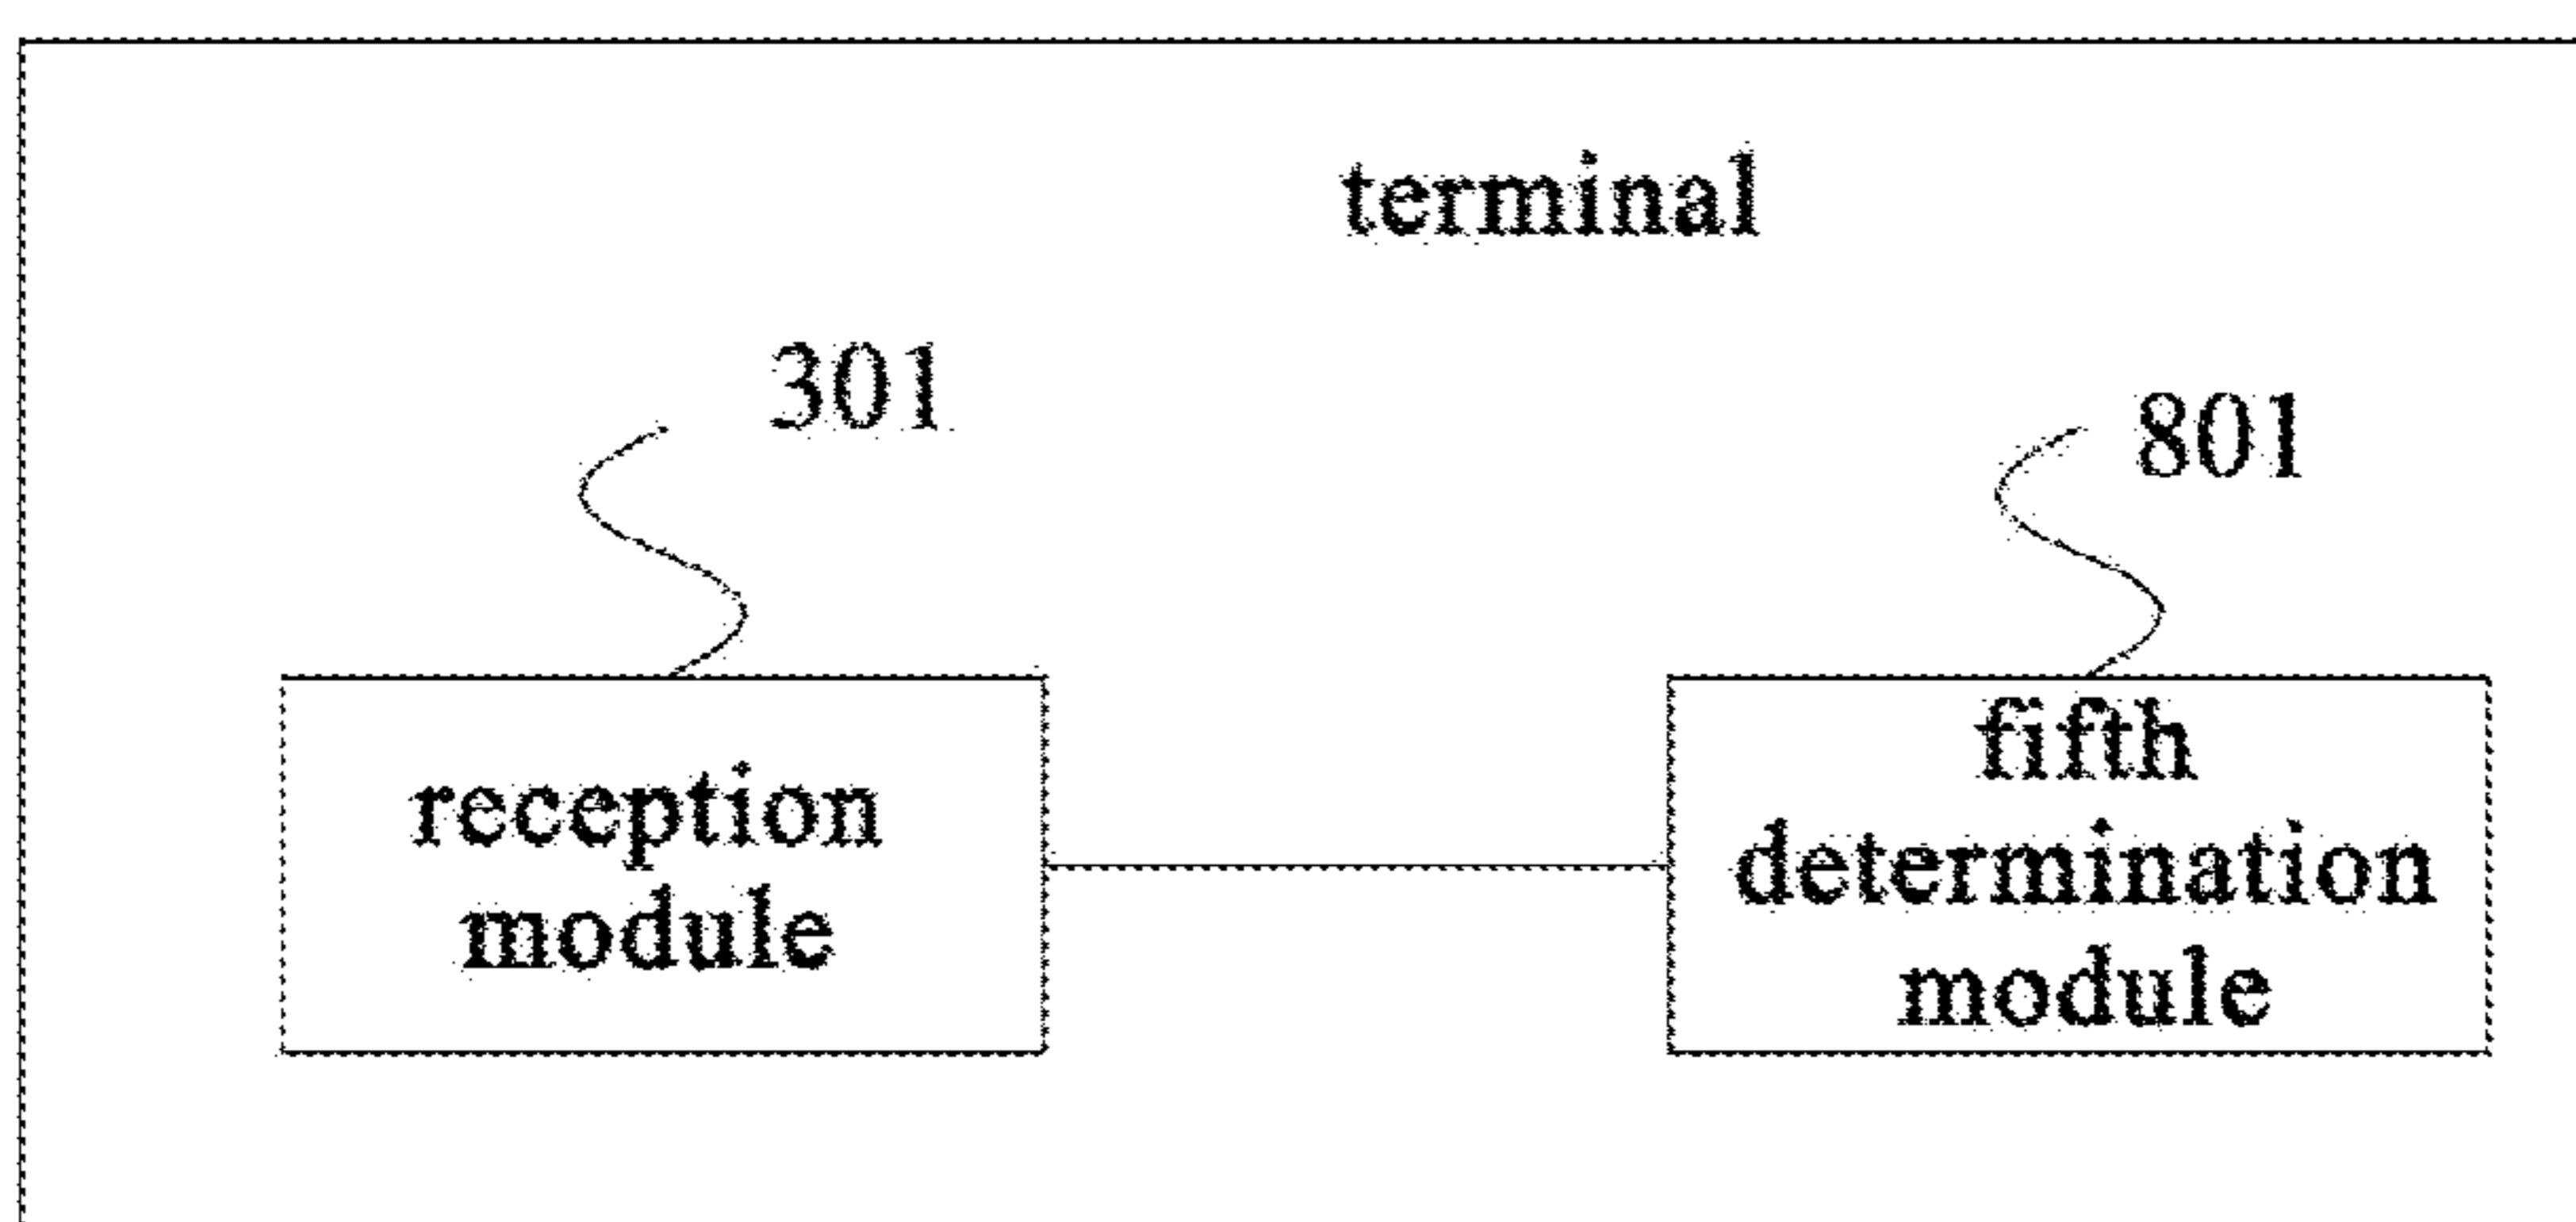 terminal
301
801
reception
module
fifth
determination
module